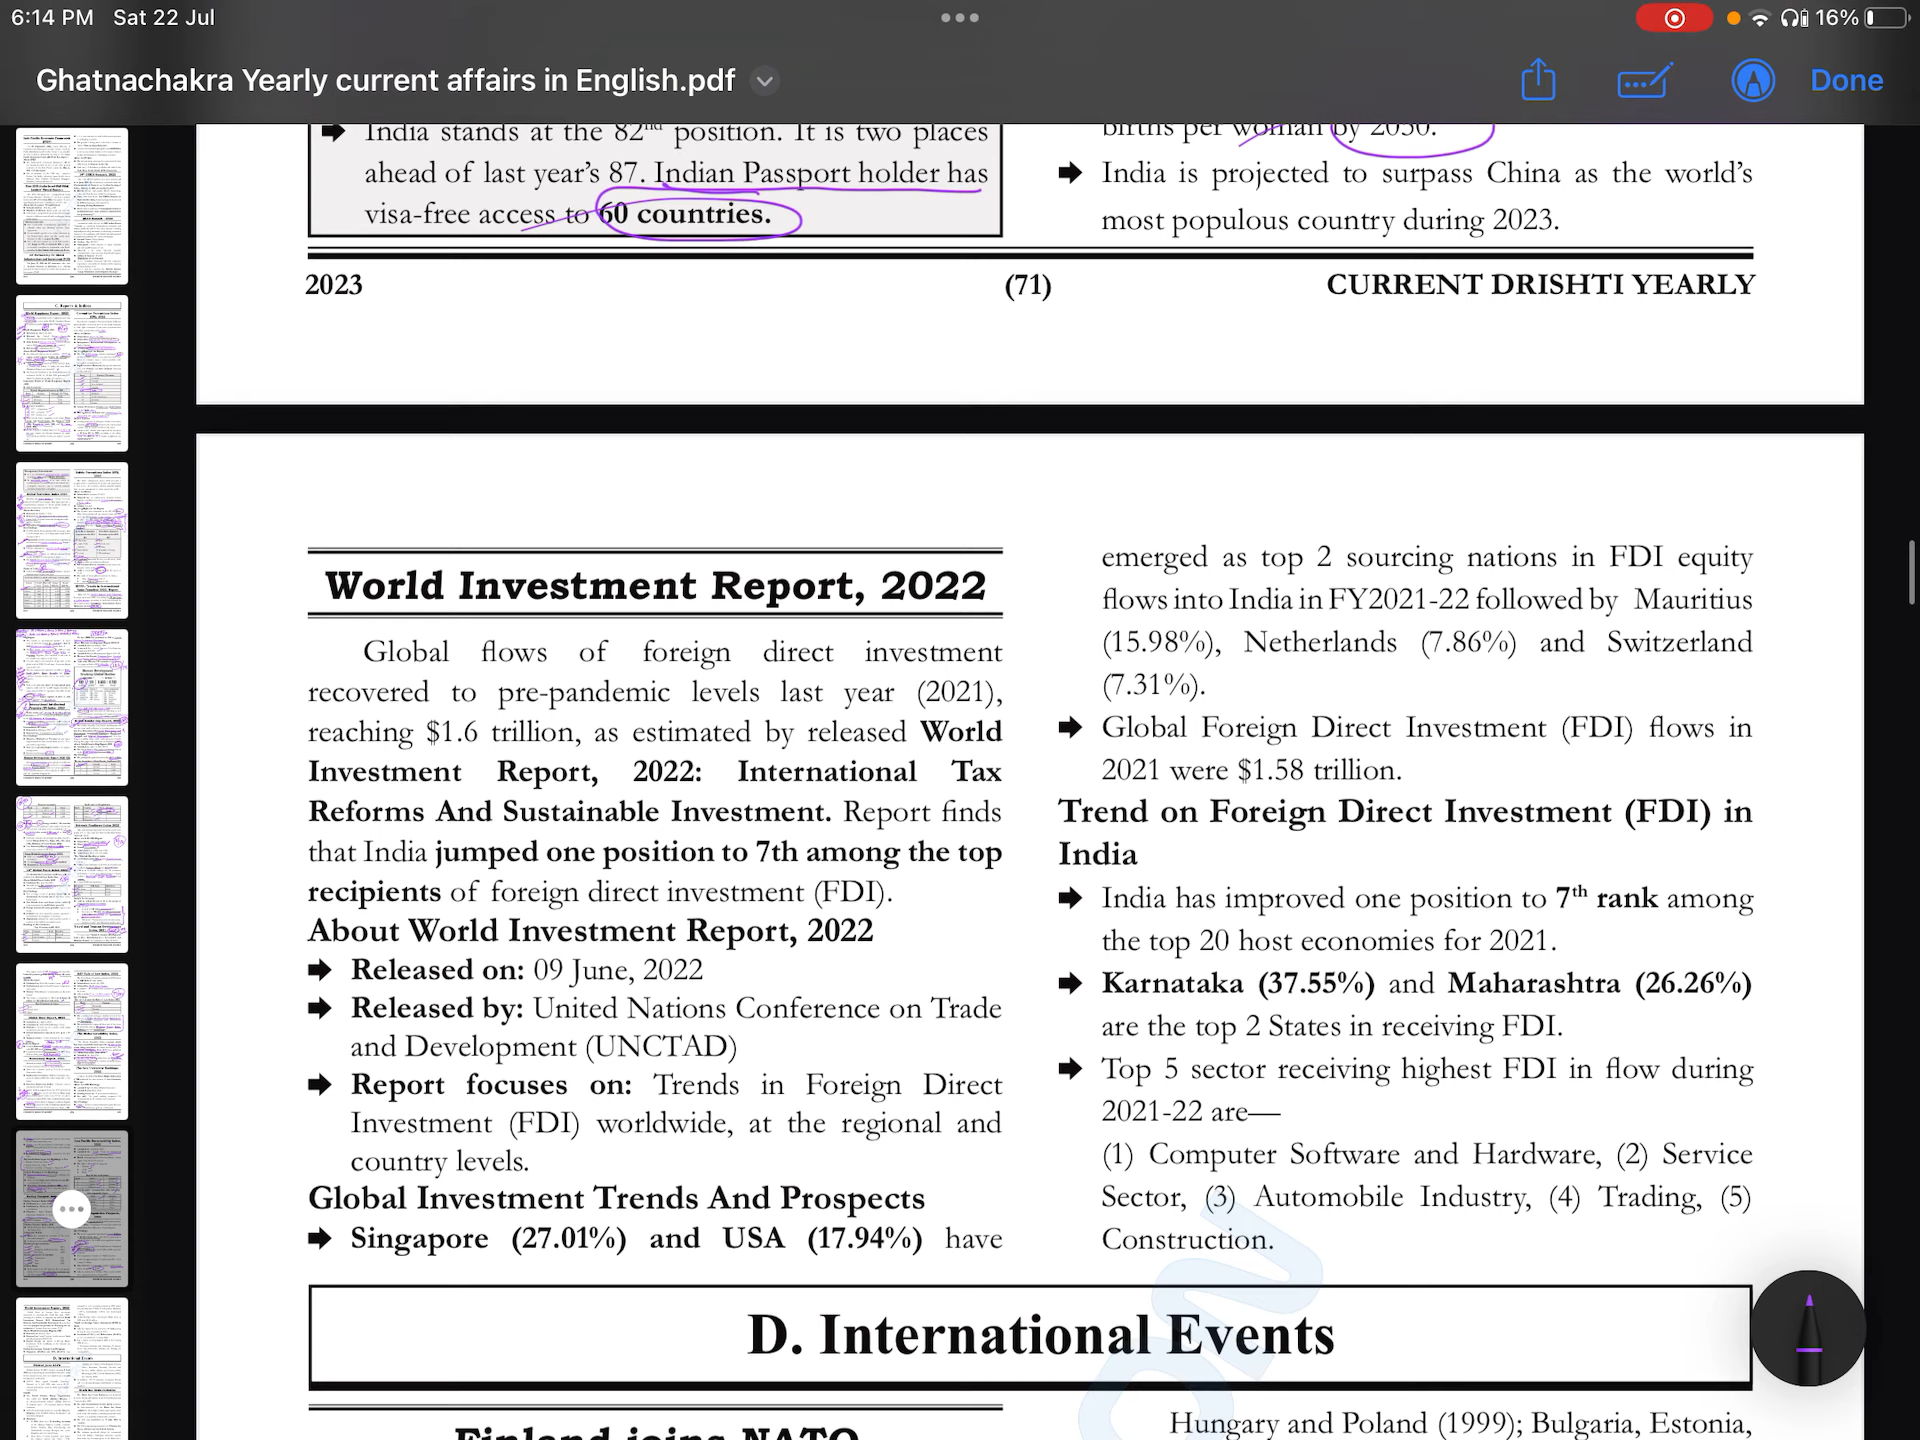 6:14 PM Sat 22 Jul
16%
Ghatnachakra Yearly current affairs in English.pdf
Done
➡ India stands at the 82nd position. It is two places
ahead of last year's 87. Indian Passport holder has
visa-free access to 60 countries.
births per woman by 2050.
➡ India is projected to surpass China as the world's
most populous country during 2023.
2023 (71) CURRENT DRISHTI YEARLY
World Investment Report, 2022
Global flows of foreign direct investment
recovered to pre-pandemic levels last year (2021),
reaching $1.6 trillion, as estimated by released World
Investment Report, 2022: International Tax
Reforms And Sustainable Investment. Report finds
that India jumped one position to 7th among the top
recipients of foreign direct investment (FDI).
About World Investment Report, 2022
➡ Released on: 09 June, 2022
➡ Released by: United Nations Conference on Trade
and Development (UNCTAD)
➡ Report focuses on: Trends in Foreign Direct
Investment (FDI) worldwide, at the regional and
country levels.
Global Investment Trends And Prospects
➡ Singapore (27.01%) and USA (17.94%) have
emerged as top 2 sourcing nations in FDI equity
flows into India in FY2021-22 followed by Mauritius
(15.98%), Netherlands (7.86%) and Switzerland
(7.31%).
➡ Global Foreign Direct Investment (FDI) flows in
2021 were $1.58 trillion.
Trend on Foreign Direct Investment (FDI) in
India
➡ India has improved one position to 7th rank among
the top 20 host economies for 2021.
➡ Karnataka (37.55%) and Maharashtra (26.26%)
are the top 2 States in receiving FDI.
➡ Top 5 sector receiving highest FDI in flow during
2021-22 are—
(1) Computer Software and Hardware, (2) Service
Sector, (3) Automobile Industry, (4) Trading, (5)
Construction.
D. International Events
Finland joins NATO
Hungary and Poland (1999); Bulgaria, Estonia,